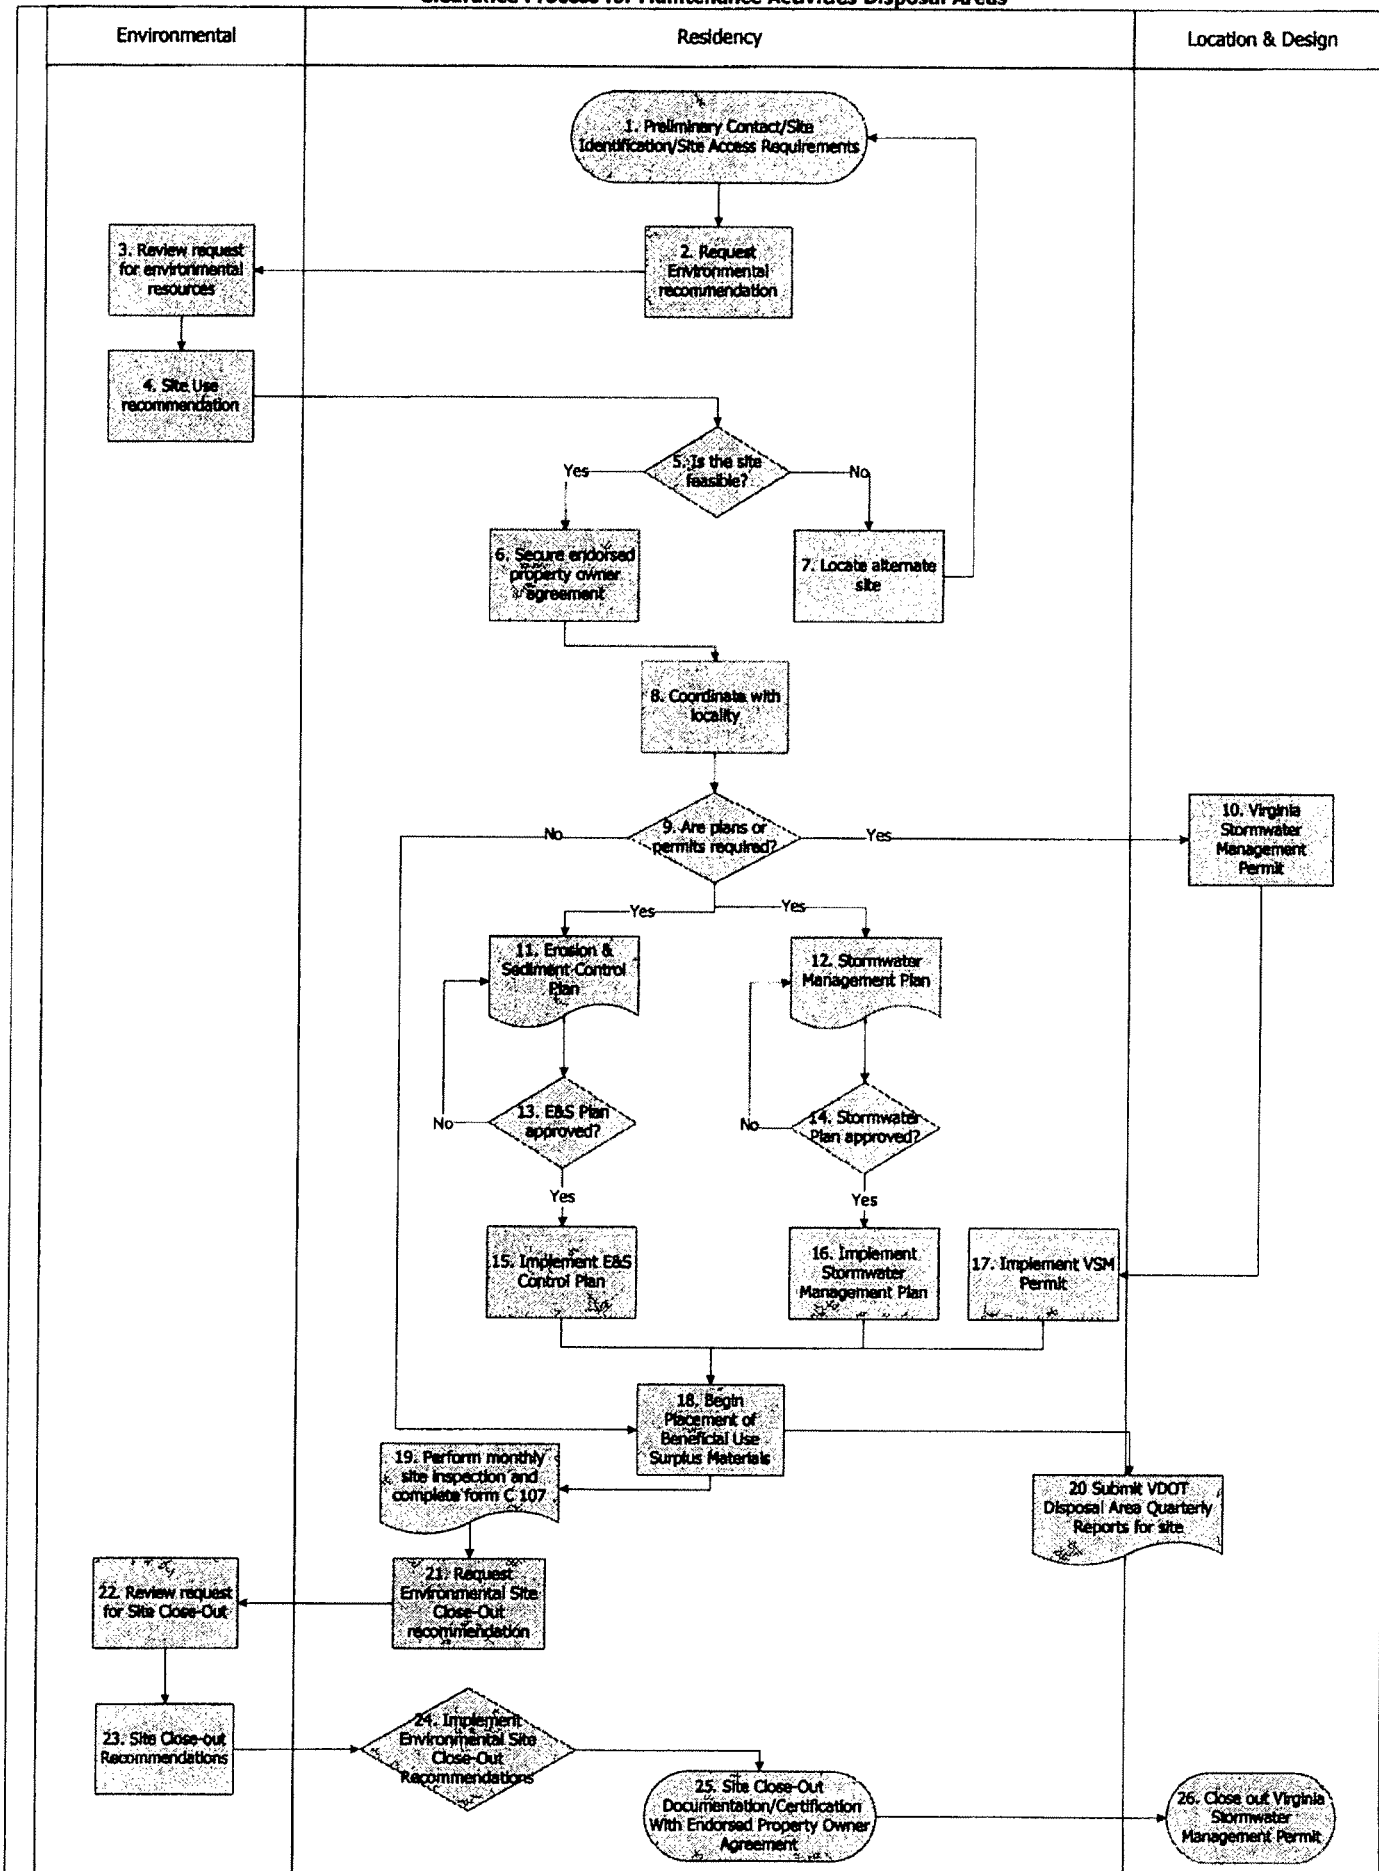 Clearance Process for Maintenance Activities Disposal Areas
Environmental
Residency
Location & Design
1. Preliminary Contact/Site
Identification/Site Access Requirements
3. Review request
for environmental
resources
2. Request
Environmental
recommendation
4. Site Use
recommendation
5. Is the site
feasible?
Yes
No
6. Secure endorsed
property owner
agreement
7. Locate alternate
site
8. Coordinate with
locality
9. Are plans or
permits required?
No
Yes
10. Virginia
Stormwater
Management
Permit
Yes
Yes
11. Erosion &
Sediment Control
Plan
12. Stormwater
Management Plan
13. E&S Plan
approved?
No
14. Stormwater
Plan approved?
No
Yes
Yes
15. Implement E&S
Control Plan
16. Implement
Stormwater
Management Plan
17. Implement VSM
Permit
18. Begin
Placement of
Beneficial Use
Surplus Materials
19. Perform monthly
site inspection and
complete form C 107
20 Submit VDOT
Disposal Area Quarterly
Reports for site
21. Request
Environmental Site
Close-Out
recommendation
22. Review request
for Site Close-Out
23. Site Close-out
Recommendations
24. Implement
Environmental Site
Close-Out
Recommendations
25. Site Close-Out
Documentation/Certification
With Endorsed Property Owner
Agreement
26. Close out Virginia
Stormwater
Management Permit